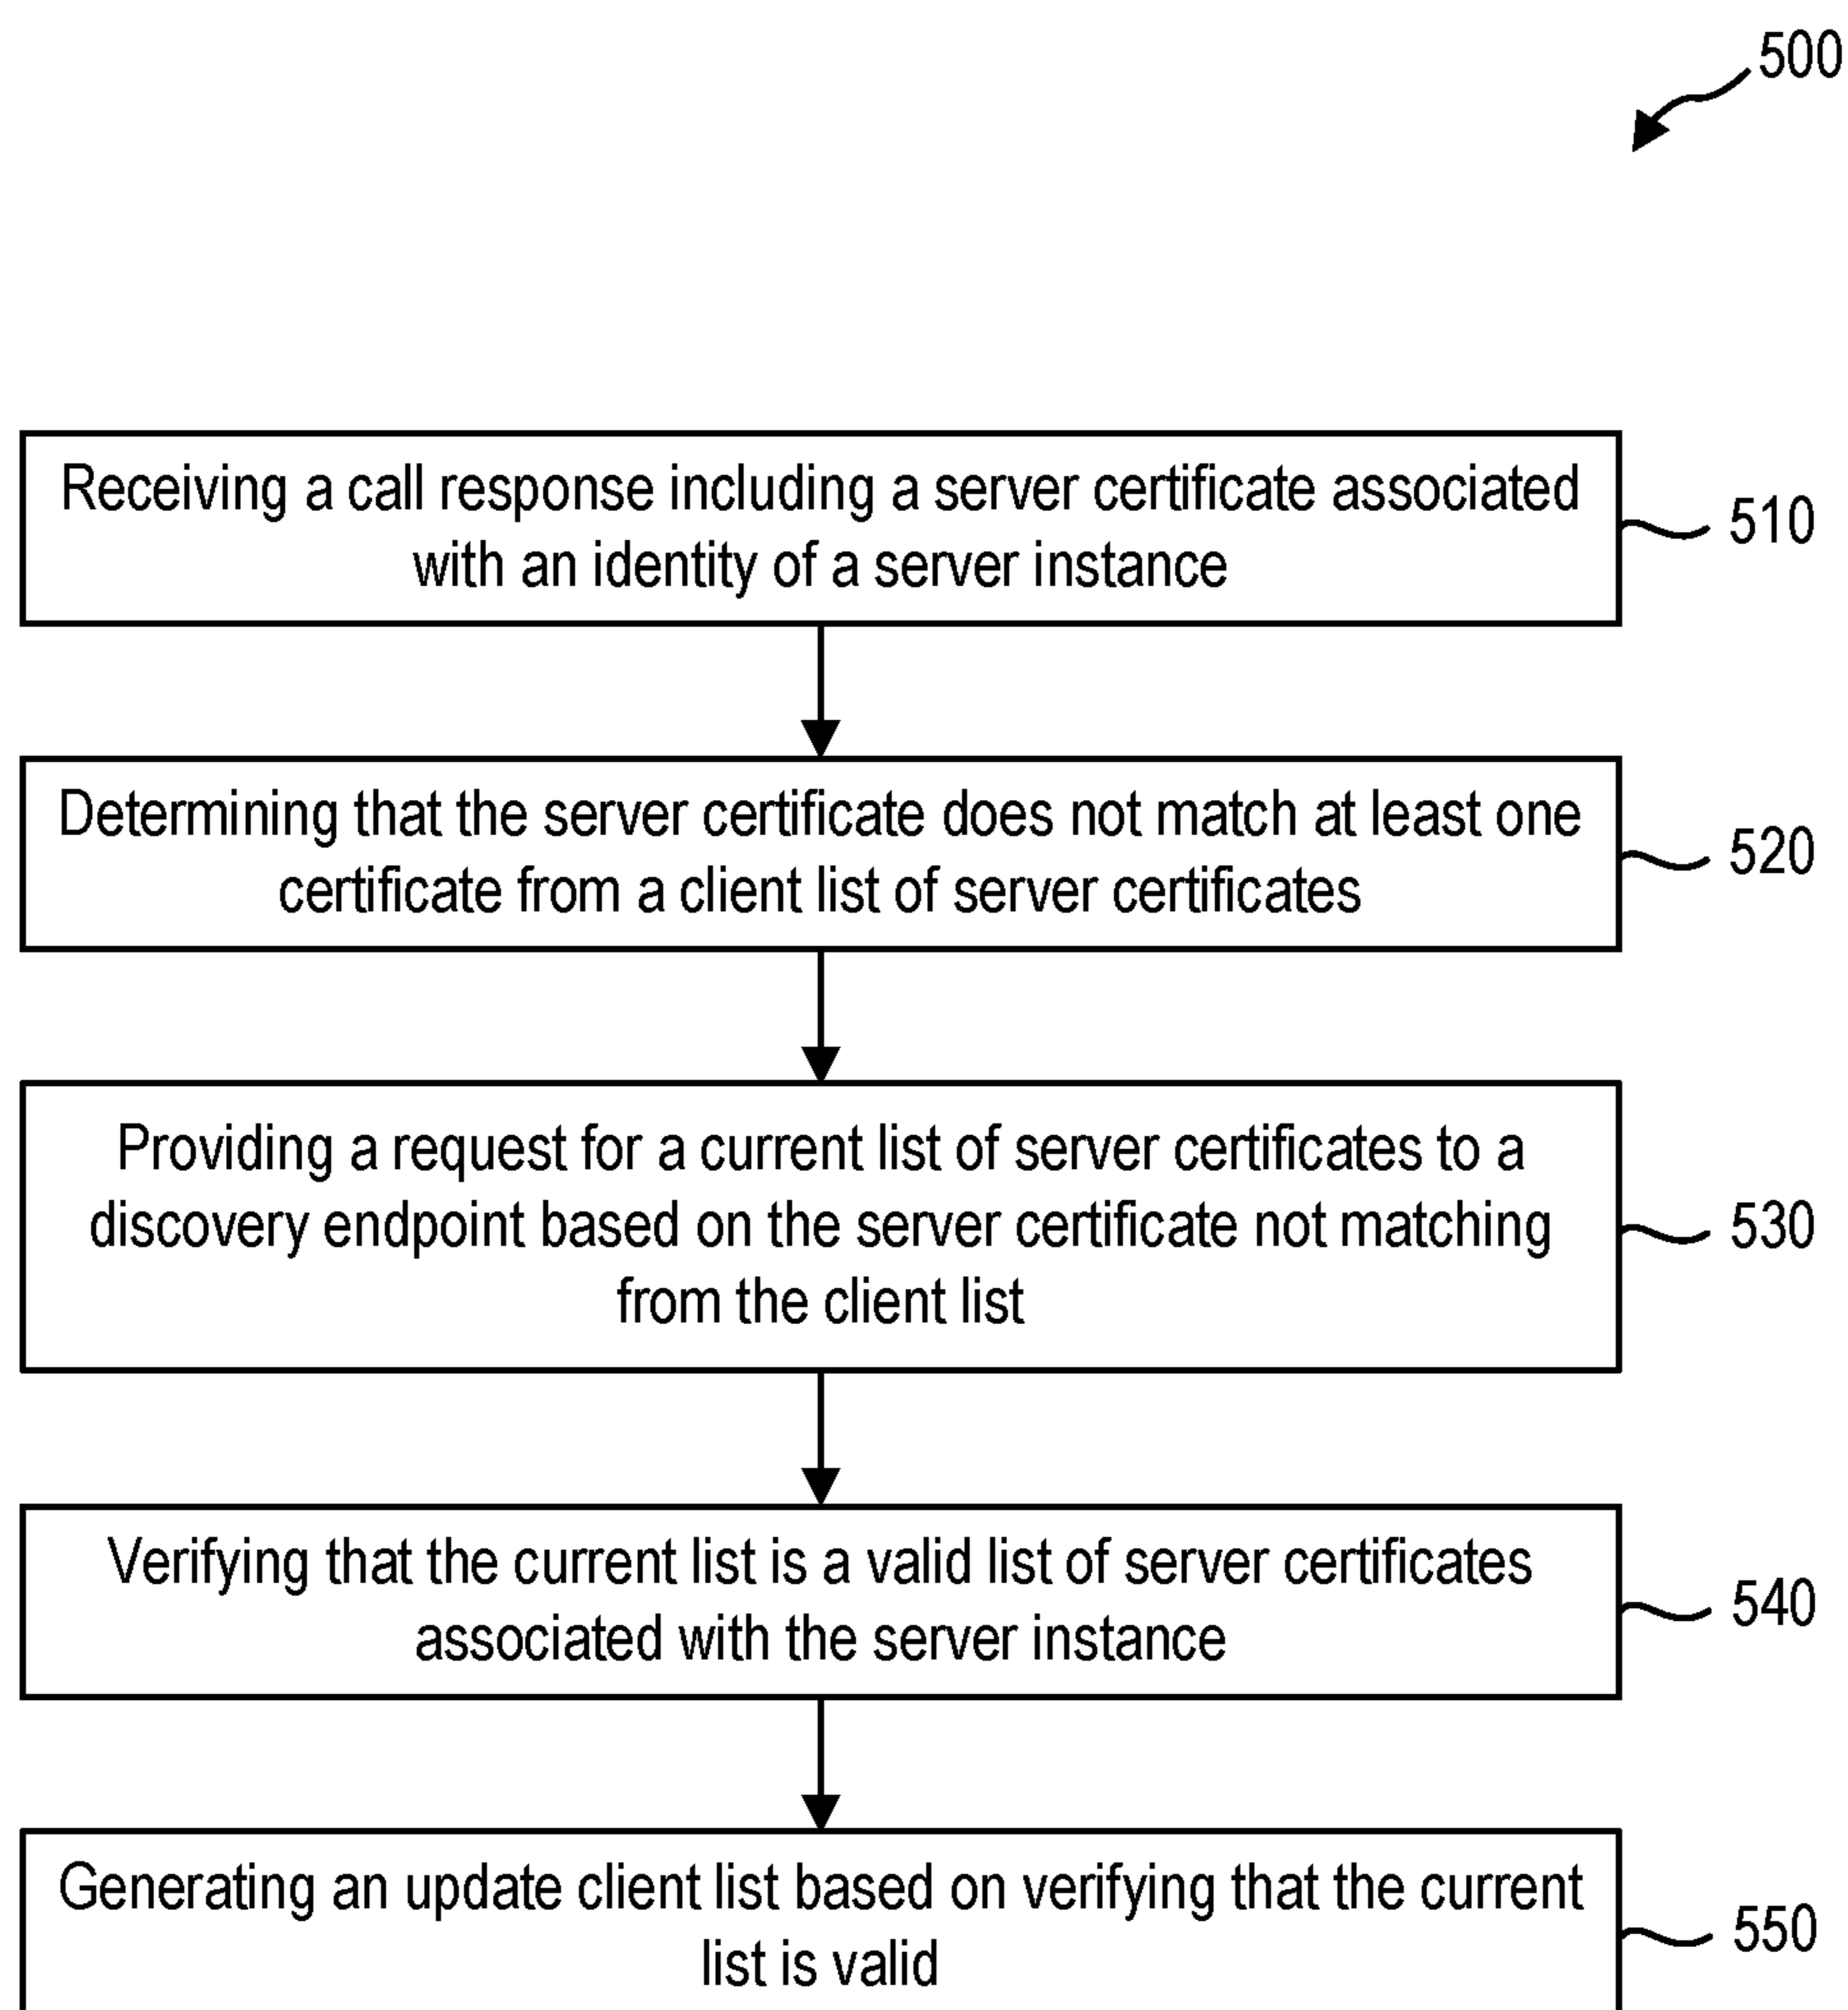 500
Receiving a call response including a server certificate associated
with an identity of a server instance
510
Determining that the server certificate does not match at least one
certificate from a client list of server certificates
520
Providing a request for a current list of server certificates to a
discovery endpoint based on the server certificate not matching
from the client list
530
Verifying that the current list is a valid list of server certificates
associated with the server instance
540
Generating an update client list based on verifying that the current
list is valid
550